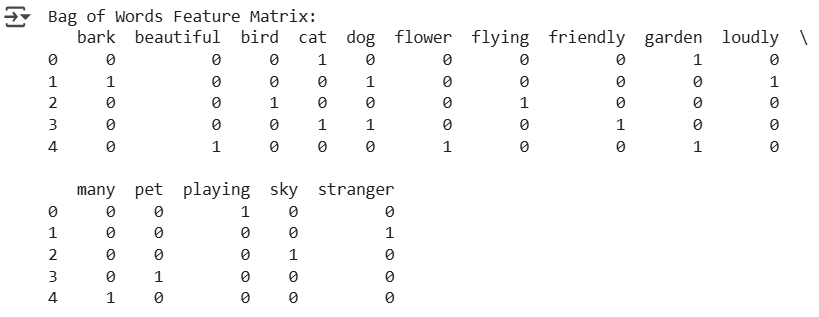 Bag of Words Feature Matrix:
bark beautiful bird cat dog flower flying friendly garden loudly \
0 0 0 0 1 0 0 0 0 1 0
1 1 0 0 0 1 0 0 0 0 1
2 0 0 1 0 0 0 1 0 0 0
3 0 0 0 1 1 0 0 1 0 0
4 0 1 0 0 0 1 0 0 1 0
many pet playing sky stranger
0 0 0 1 0 0
1 0 0 0 0 1
2 0 0 0 1 0
3 0 1 0 0 0
4 1 0 0 0 0